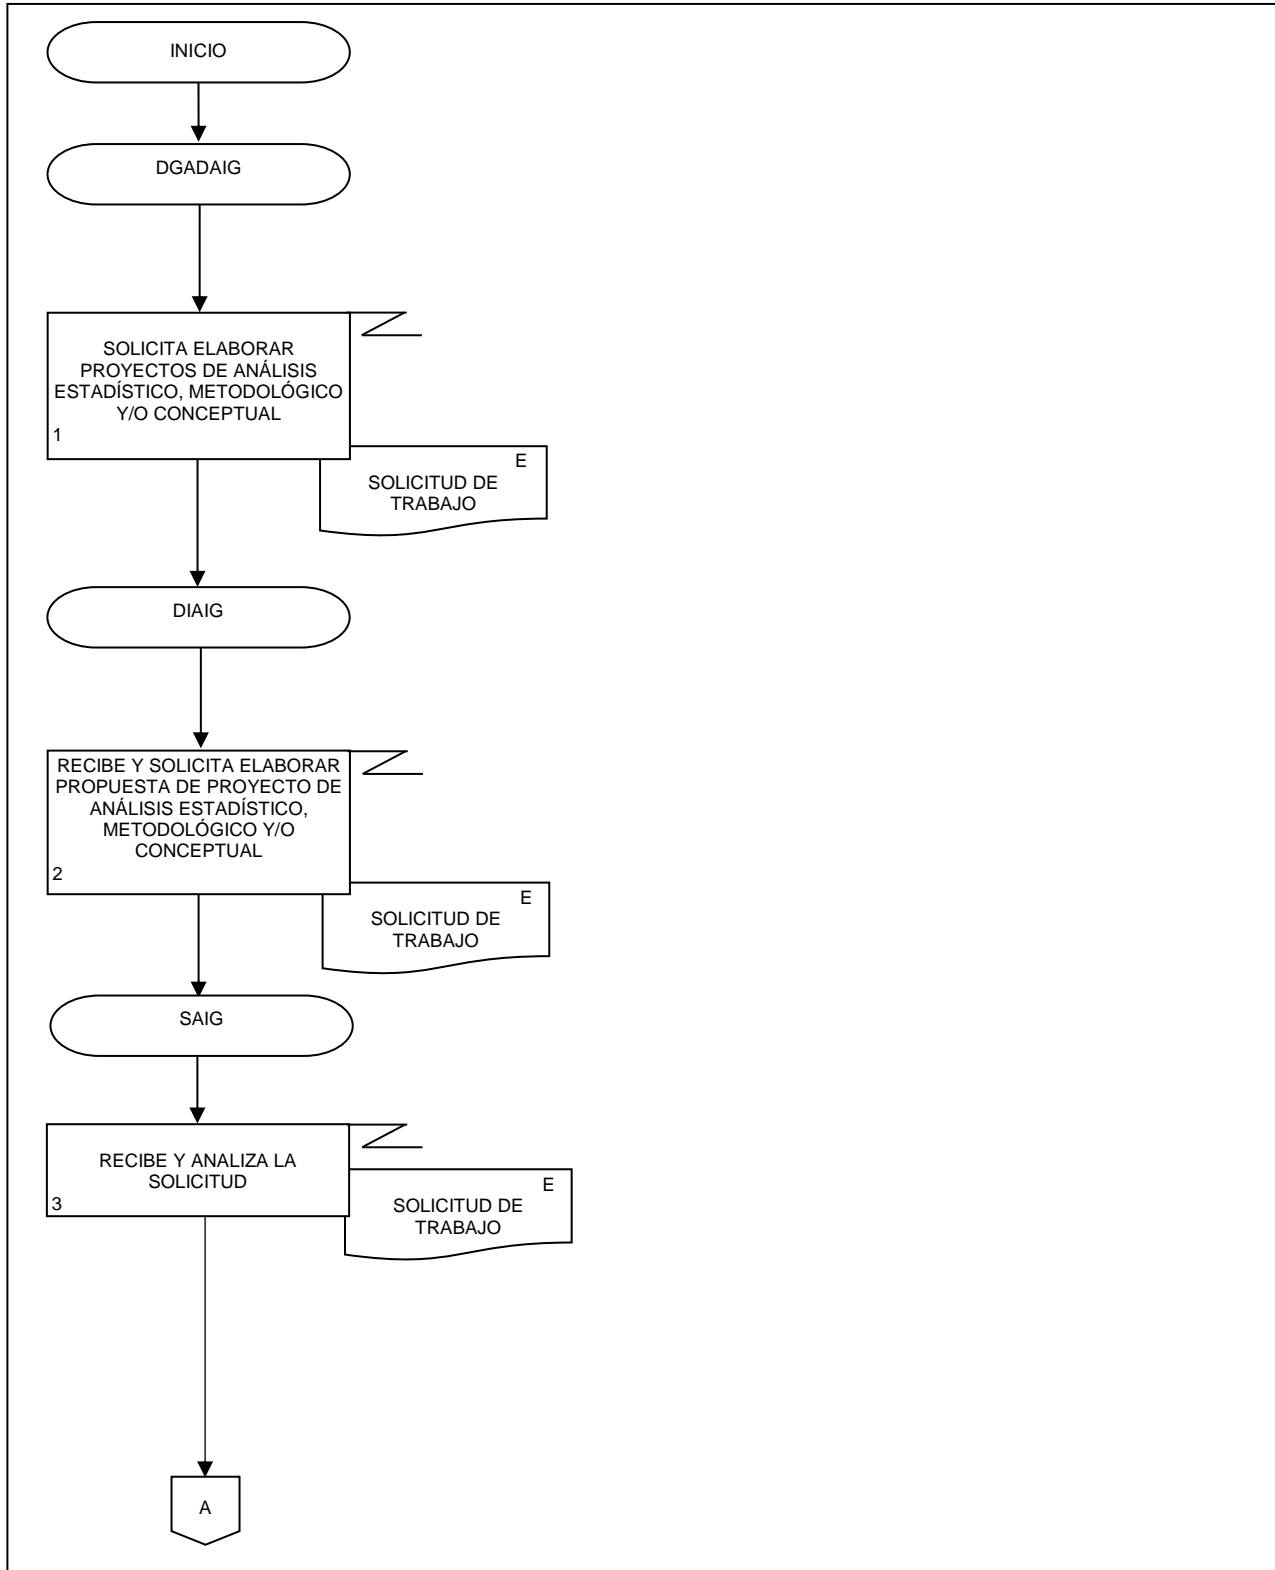 INICIO
DGADAIG
SOLICITA ELABORAR
PROYECTOS DE ANÁLISIS
ESTADÍSTICO, METODOLÓGICO
Y/O CONCEPTUAL
1
E
SOLICITUD DE
TRABAJO
DIAIG
RECIBE Y SOLICITA ELABORAR
PROPUESTA DE PROYECTO DE
ANÁLISIS ESTADÍSTICO,
METODOLÓGICO Y/O
CONCEPTUAL
2
E
SOLICITUD DE
TRABAJO
SAIG
RECIBE Y ANALIZA LA
SOLICITUD
3
E
SOLICITUD DE
TRABAJO
A